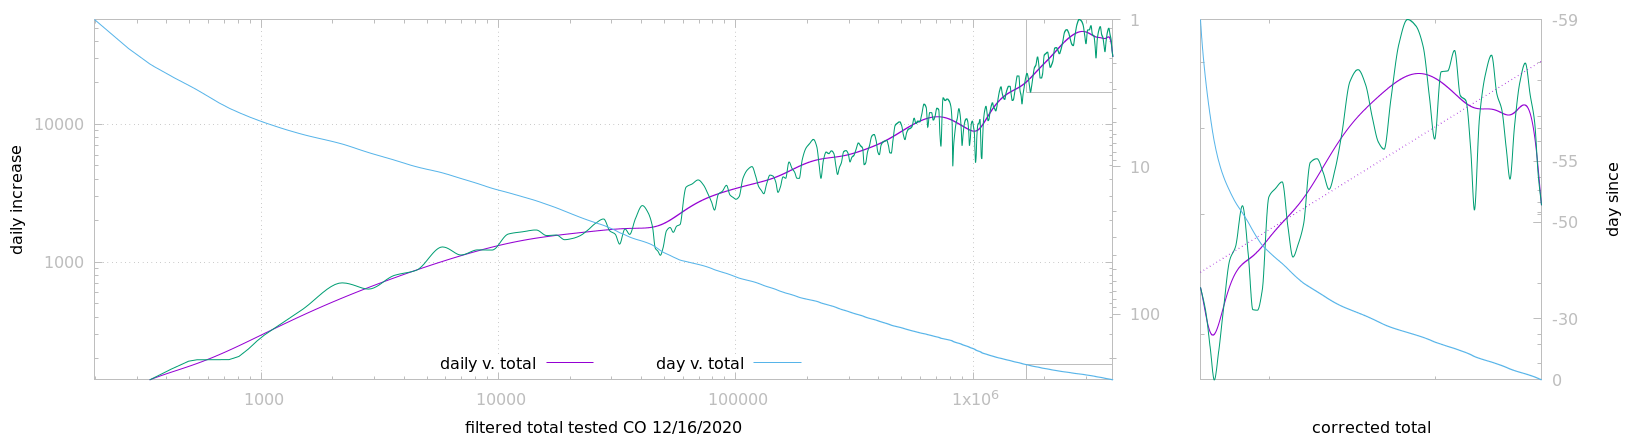 daily increase
10000
1000
1000
10000
100000
1x10^6
1
10
100
daily v. total
day v. total
filtered total tested CO 12/16/2020
-59
-55
-50
-30
0
day since
corrected total